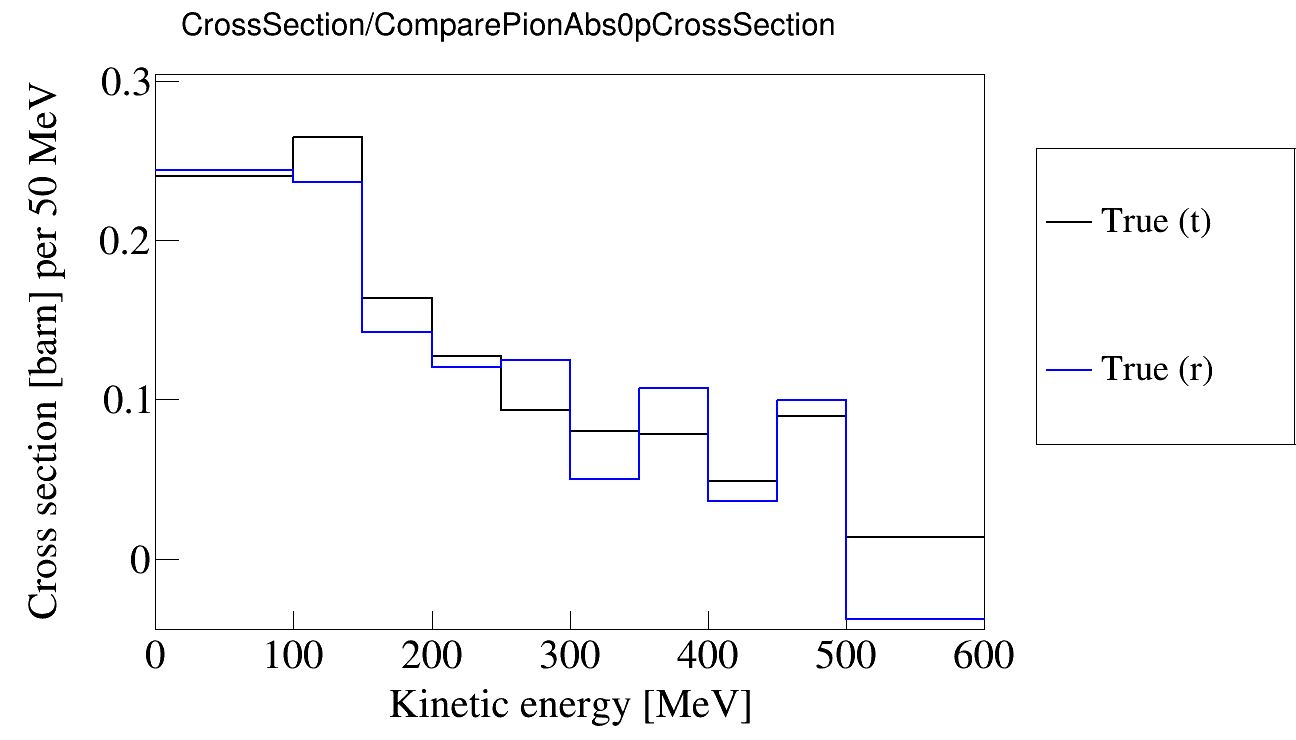 CrossSection/ComparePionAbs0pCrossSection
Cross section [barn] per 50 MeV
0.3
0.2
0.1
0
0 100 200 300 400 500 600
Kinetic energy [MeV]
True (t)
True (r)